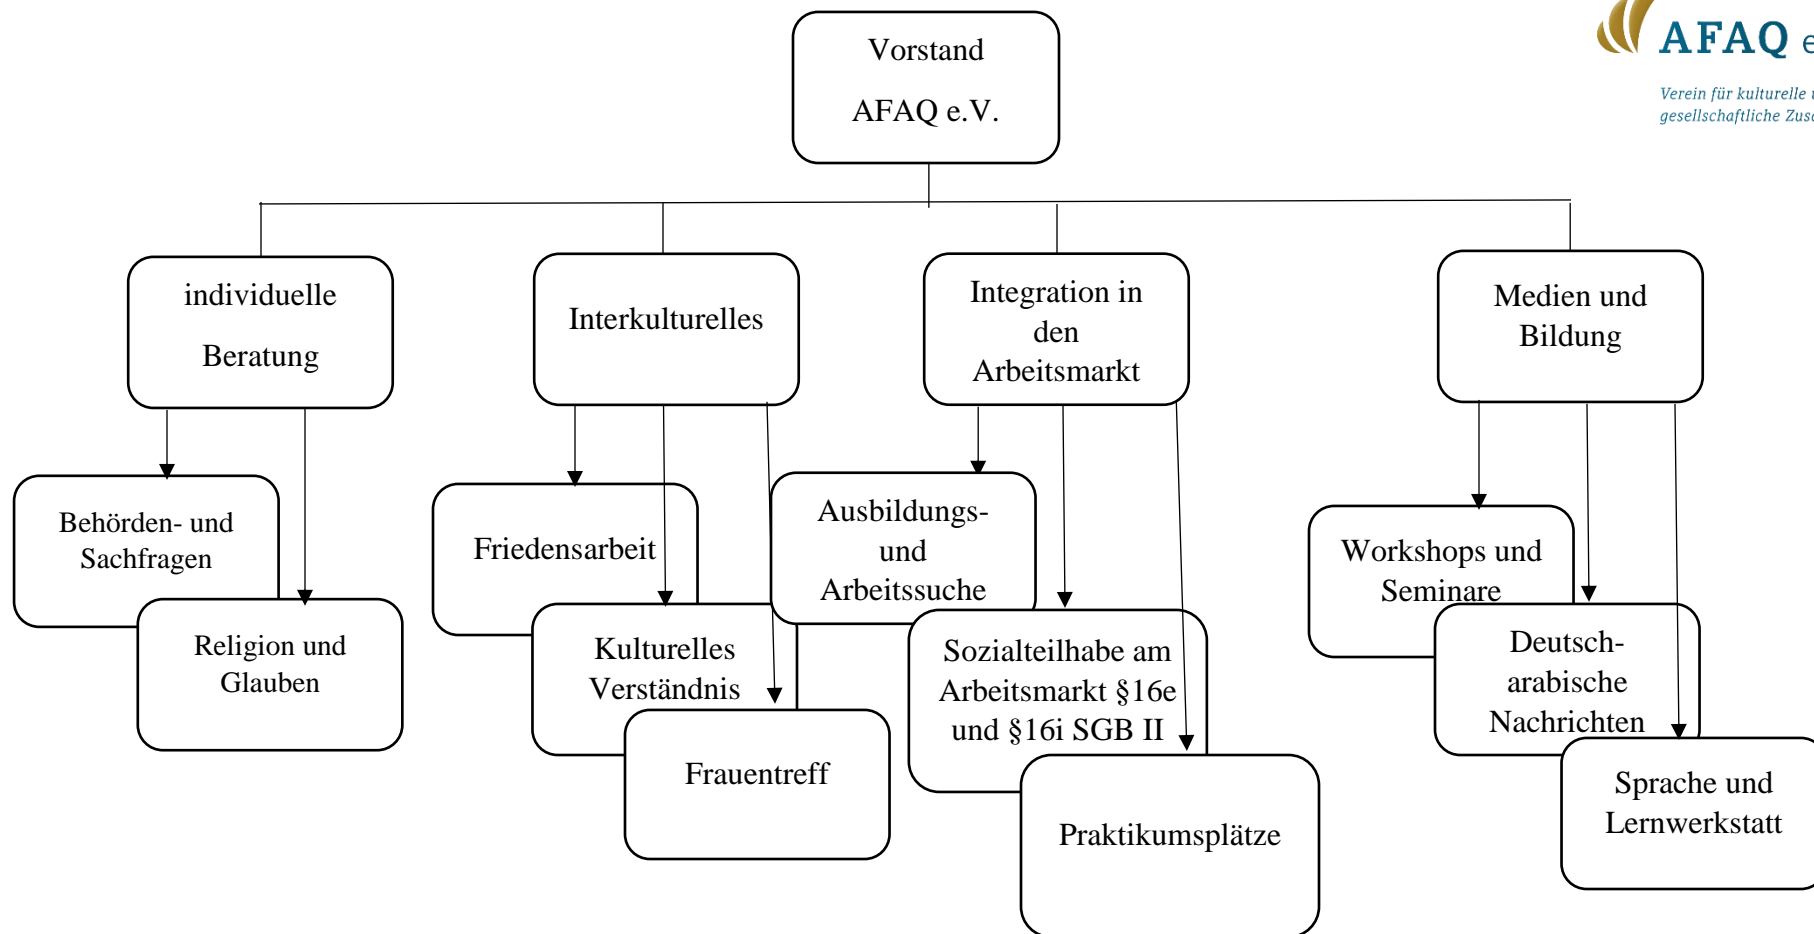 Vorstand
AFAQ e.V.
AFAQ
Verein für kulturelle
gesellschaftliche
individuelle
Beratung
Interkulturelles
Integration in
den
Arbeitsmarkt
Medien und
Bildung
Behörden- und
Sachfragen
Religion und
Glauben
Friedensarbeit
Kulturelles
Verständnis
Frauentreff
Ausbildungs-
und
Arbeitssuche
Sozialteilhabe am
Arbeitsmarkt §16e
und §16i SGB II
Praktikumsplätze
Workshops und
Seminare
Deutsch-
arabische
Nachrichten
Sprache und
Lernwerkstatt